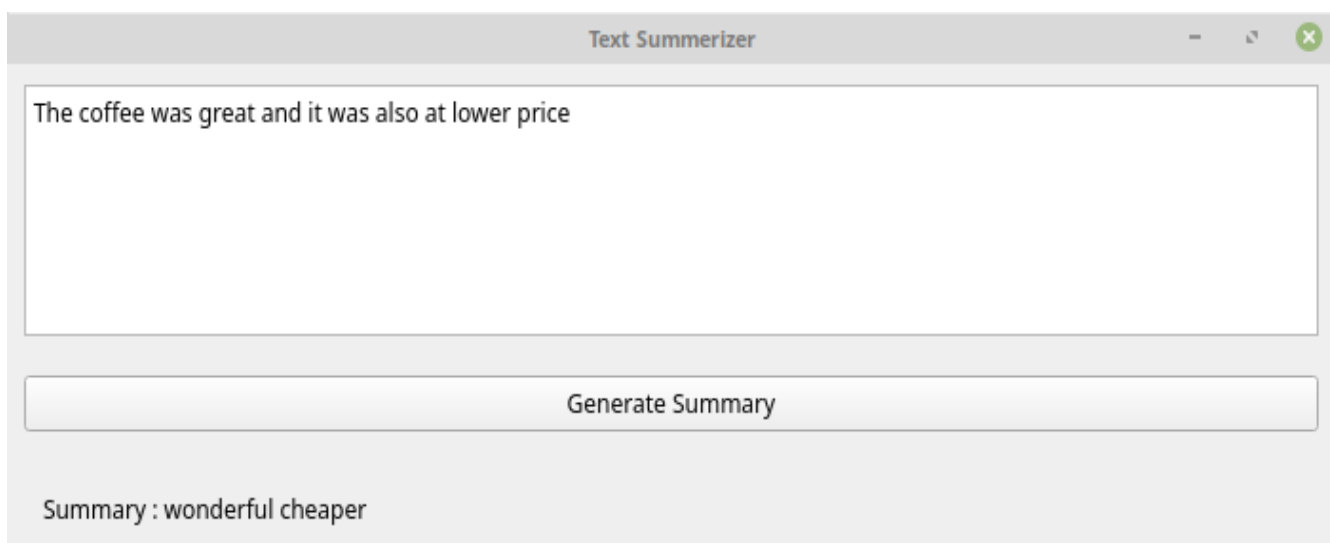 Text Summerizer
The coffee was great and it was also at lower price
Generate Summary
Summary : wonderful cheaper